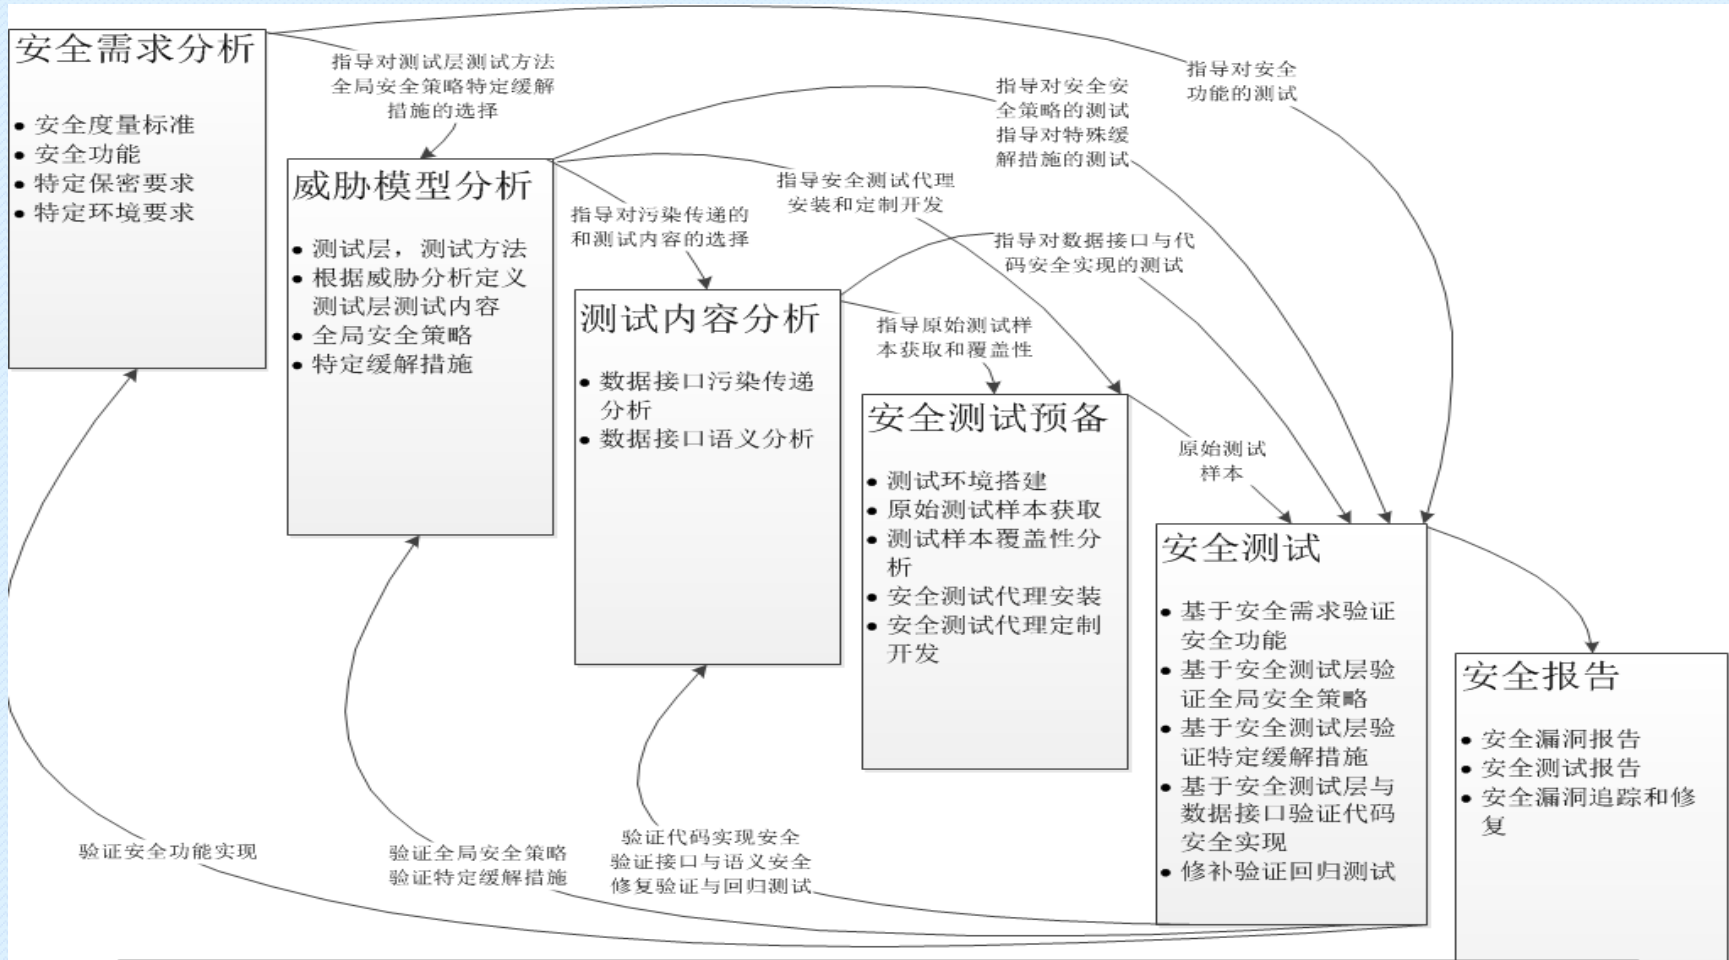 安全需求分析
• 安全度量标准
• 安全功能
• 特定保密要求
• 特定环境要求
指导对测试层测试方法
全局安全策略特定缓解
措施的选择
威胁模型分析
• 测试层，测试方法
• 根据威胁分析定义
测试层测试内容
• 全局安全策略
• 特定缓解措施
指导对污染传递的
和测试内容的选择
指导安全测试代理
安装和定制开发
指导对安全安
全策略的测试
指导对特殊缓
解措施的测试
指导对安全
功能的测试
测试内容分析
• 数据接口污染传递
分析
• 数据接口语义分析
指导原始测试样
本获取和覆盖性
指导对数据接口与代
码安全实现的测试
安全测试预备
• 测试环境搭建
• 原始测试样本获取
• 测试样本覆盖性分
析
• 安全测试代理安装
• 安全测试代理定制
开发
原始测试
样本
安全测试
• 基于安全需求验证
安全功能
• 基于安全测试层验
证全局安全策略
• 基于安全测试层验
证特定缓解措施
• 基于安全测试层与
数据接口验证代码
安全实现
• 修补验证回归测试
安全报告
• 安全漏洞报告
• 安全测试报告
• 安全漏洞追踪和修
复
验证安全功能实现
验证全局安全策略
验证特定缓解措施
验证代码实现安全
验证接口与语义安全
修复验证与回归测试